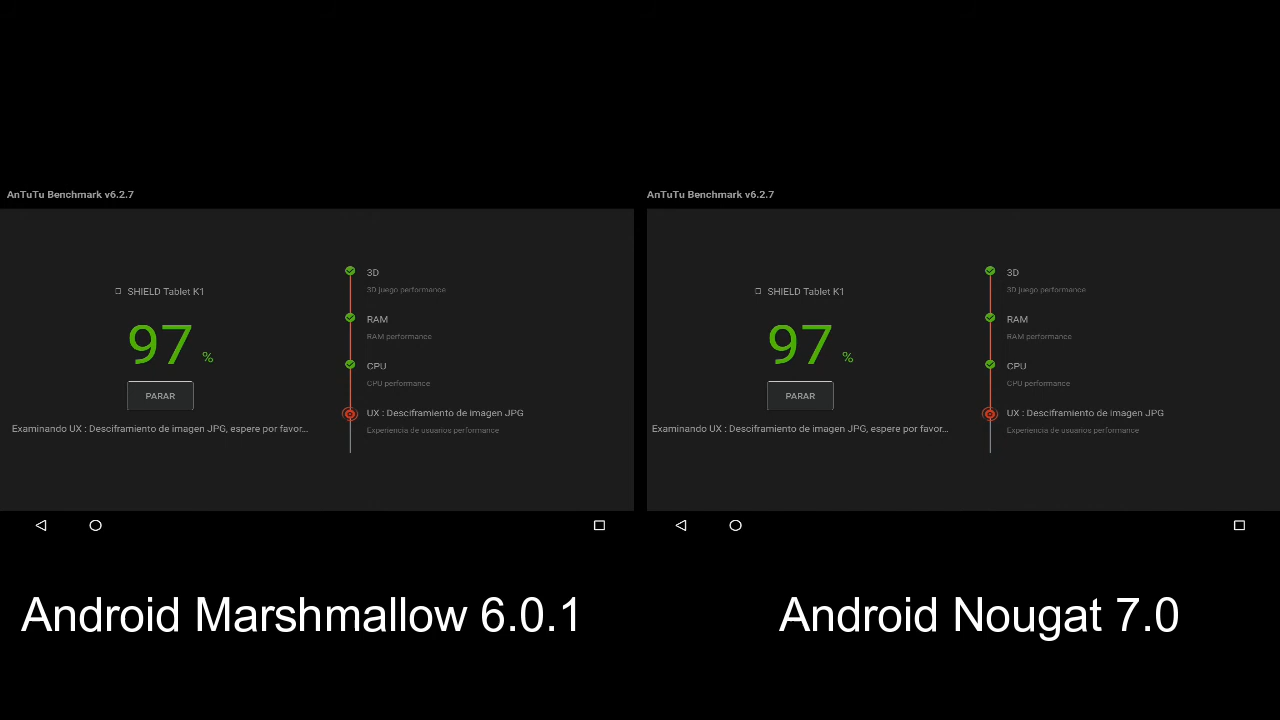 AnTuTu Benchmark v6.2.7
SHIELD Tablet K1
97 %
PARAR
Examinando UX : Desciframiento de imagen JPG, espere por favor...
3D
3D juego performance
RAM
RAM performance
CPU
CPU performance
UX : Desciframiento de imagen JPG
Experiencia de usuarios performance
Android Marshmallow 6.0.1
AnTuTu Benchmark v6.2.7
SHIELD Tablet K1
97 %
PARAR
Examinando UX : Desciframiento de imagen JPG, espere por favor...
3D
3D juego performance
RAM
RAM performance
CPU
CPU performance
UX : Desciframiento de imagen JPG
Experiencia de usuarios performance
Android Nougat 7.0